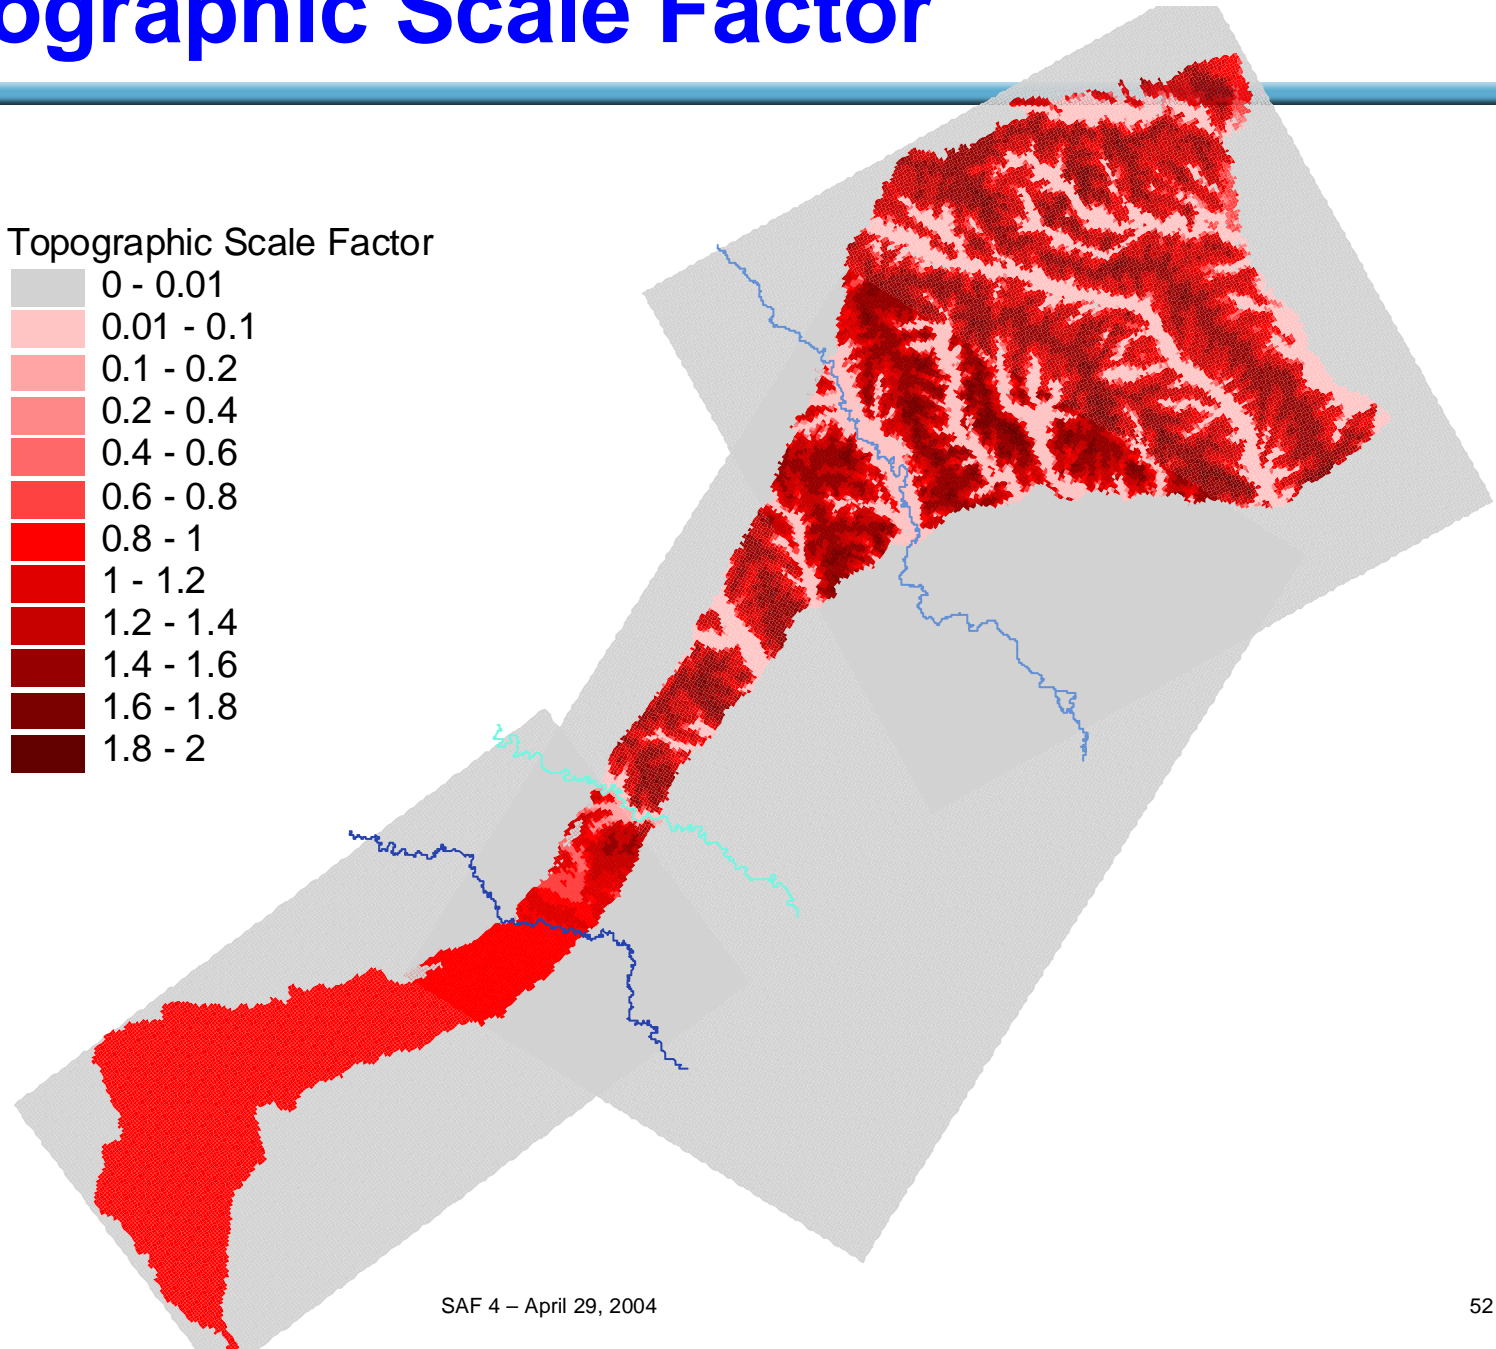 ographic Scale Factor
Topographic Scale Factor
0 - 0.01
0.01 - 0.1
0.1 - 0.2
0.2 - 0.4
0.4 - 0.6
0.6 - 0.8
0.8 - 1
1 - 1.2
1.2 - 1.4
1.4 - 1.6
1.6 - 1.8
1.8 - 2
SAF 4 – April 29, 2004
52